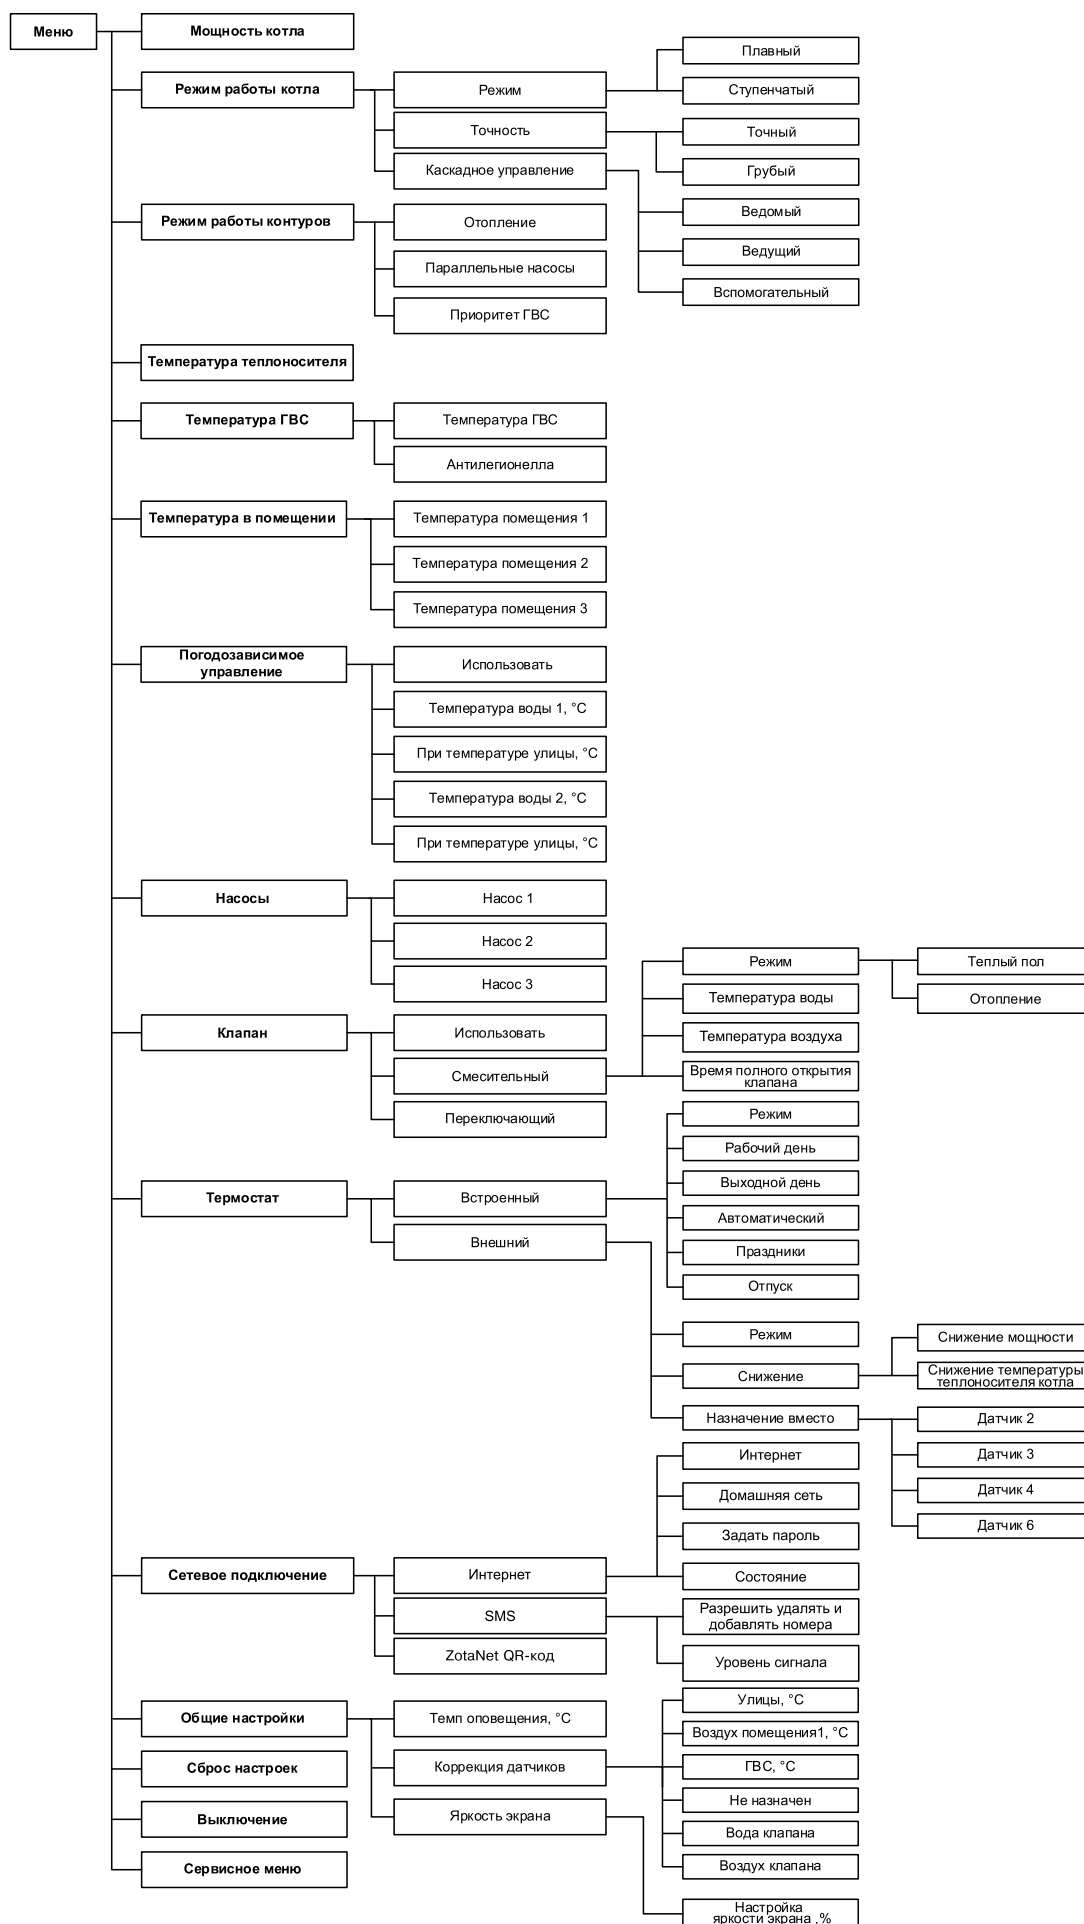 Меню
Мощность котла
Режим работы котла
Режим
Плавный
Ступенчатый
Точность
Точный
Грубый
Каскадное управление
Ведомый
Ведущий
Вспомогательный
Режим работы контуров
Отопление
Параллельные насосы
Приоритет ГВС
Температура теплоносителя
Температура ГВС
Температура ГВС
Антилегионелла
Температура в помещении
Температура помещения 1
Температура помещения 2
Температура помещения 3
Погодозависимое
управление
Использовать
Температура воды 1, °С
При температуре улицы, °С
Температура воды 2, °С
При температуре улицы, °С
Насосы
Насос 1
Насос 2
Насос 3
Клапан
Использовать
Смесительный
Режим
Теплый пол
Отопление
Температура воды
Температура воздуха
Время полного открытия
клапана
Переключающий
Термостат
Встроенный
Режим
Рабочий день
Выходной день
Автоматический
Праздники
Отпуск
Внешний
Режим
Снижение
Снижение мощности
Снижение температуры
теплоносителя котла
Назначение вместо
Датчик 2
Датчик 3
Датчик 4
Датчик 6
Сетевое подключение
Интернет
Интернет
Домашняя сеть
Задать пароль
Состояние
SMS
Разрешить удалять и
добавлять номера
Уровень сигнала
ZotaNet QR-код
Общие настройки
Темп оповещения, °С
Коррекция датчиков
Улицы, °С
Воздух помещения1, °С
ГВС, °С
Не назначен
Вода клапана
Воздух клапана
Яркость экрана
Настройка
яркости экрана ,%
Сброс настроек
Выключение
Сервисное меню